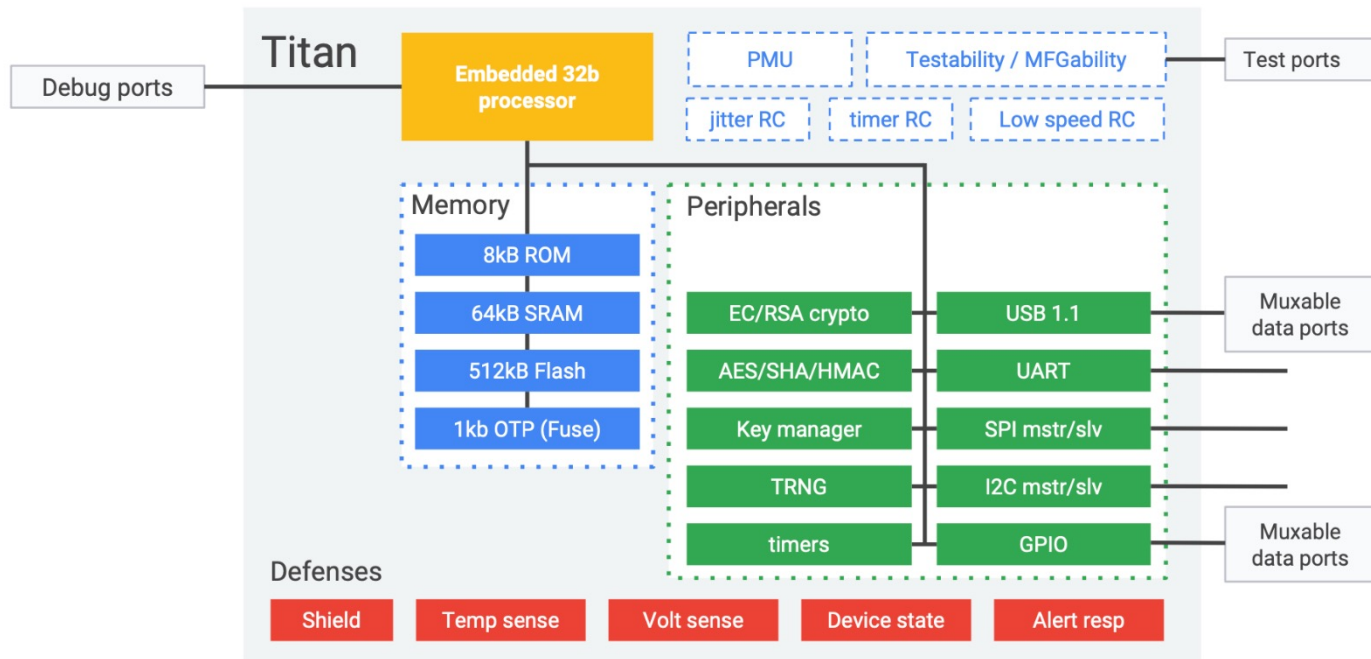 Titan
Debug ports
Embedded 32b
processor
PMU
Testability / MFGability
Test ports
jitter RC
timer RC
Low speed RC
Memory
8kB ROM
64kB SRAM
512kB Flash
1kb OTP (Fuse)
Peripherals
EC/RSA crypto
USB 1.1
AES/SHA/HMAC
UART
Key manager
SPI mstr/slv
TRNG
I2C mstr/slv
timers
GPIO
Muxable
data ports
Muxable
data ports
Defenses
Shield
Temp sense
Volt sense
Device state
Alert resp